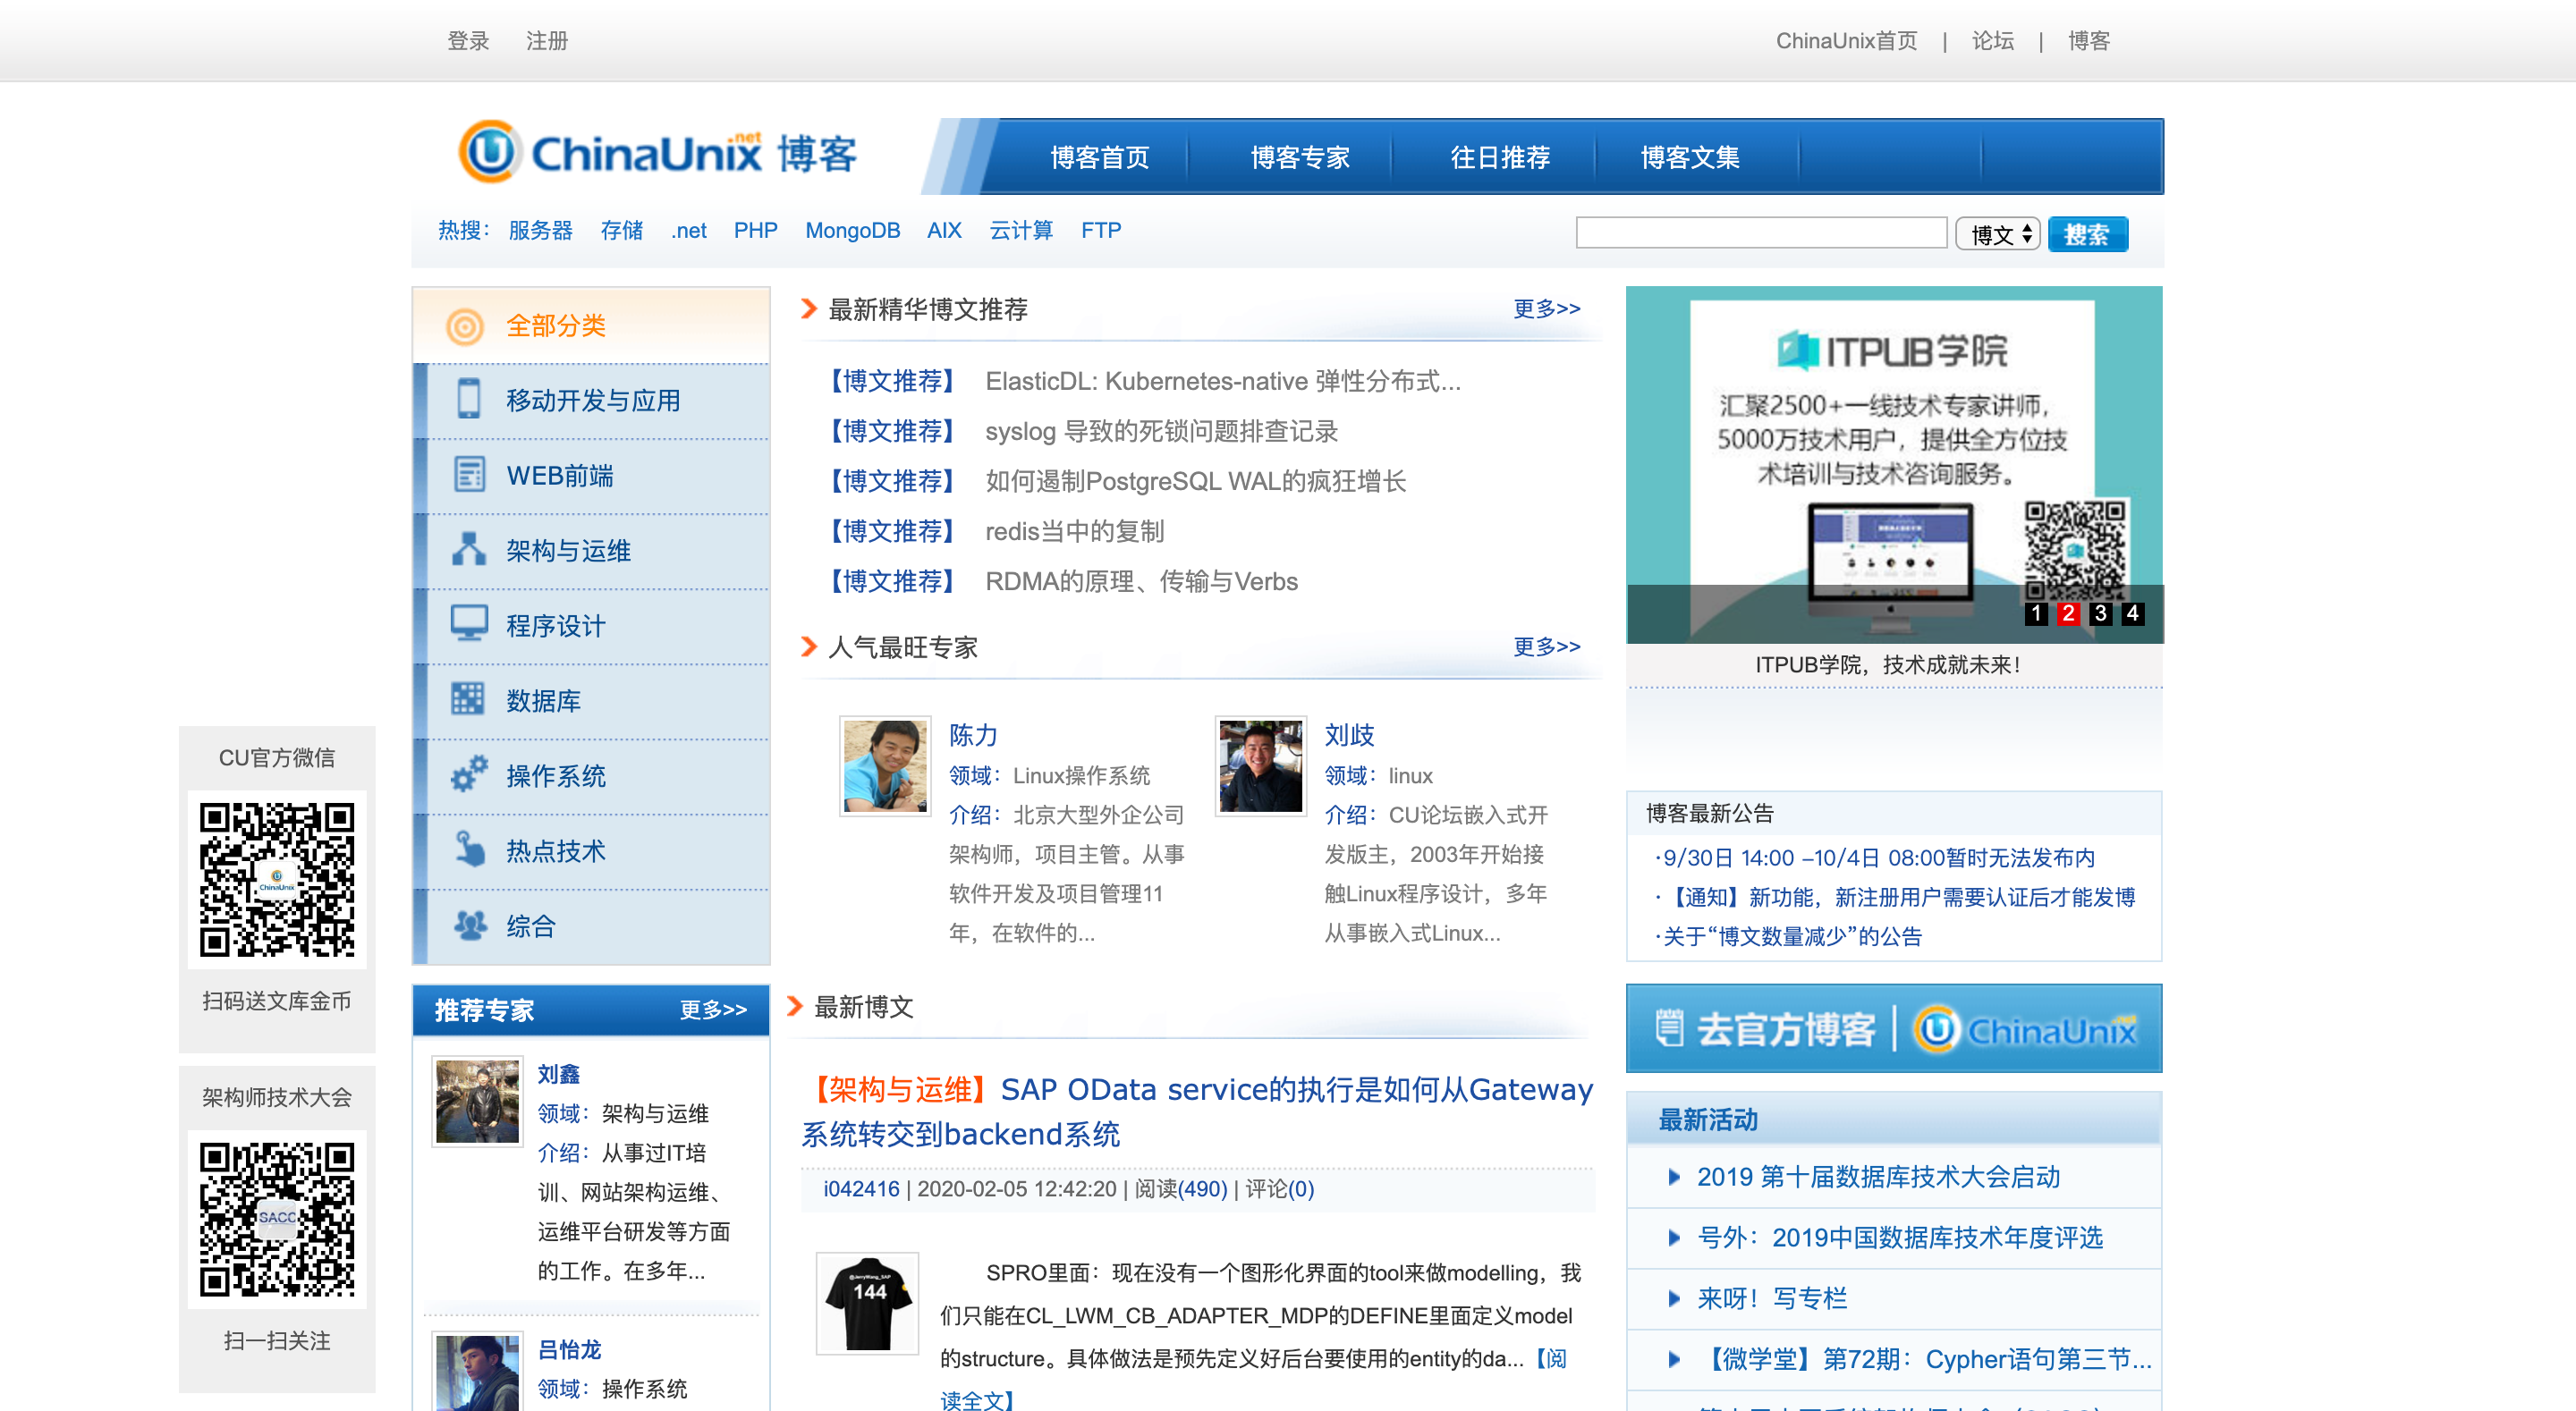 登录 注册
ChinaUnix首页 | 论坛 | 博客
ChinaUnix.net 博客
博客首页 博客专家 往日推荐 博客文集
热搜： 服务器 存储 .net PHP MongoDB AIX 云计算 FTP
博文 搜索
全部分类
移动开发与应用
WEB前端
架构与运维
程序设计
数据库
操作系统
热点技术
综合
最新精华博文推荐 更多>>
【博文推荐】 ElasticDL: Kubernetes-native 弹性分布式...
【博文推荐】 syslog 导致的死锁问题排查记录
【博文推荐】 如何遏制PostgreSQL WAL的疯狂增长
【博文推荐】 redis当中的复制
【博文推荐】 RDMA的原理、传输与Verbs
人气最旺专家 更多>>
陈力
领域：Linux操作系统
介绍：北京大型外企公司
架构师，项目主管。从事
软件开发及项目管理11
年，在软件的...
刘歧
领域：linux
介绍：CU论坛嵌入式开
发版主，2003年开始接
触Linux程序设计，多年
从事嵌入式Linux...
ITPUB学院
汇聚2500+一线技术专家讲师，
5000万技术用户，提供全方位技
术培训与技术咨询服务。
1 2 3 4
ITPUB学院，技术成就未来！
博客最新公告
·9/30日 14:00 –10/4日 08:00暂时无法发布内
·【通知】新功能，新注册用户需要认证后才能发博
·关于“博文数量减少”的公告
CU官方微信
ChinaUnix
扫码送文库金币
架构师技术大会
SACC
扫一扫关注
推荐专家 更多>>
刘鑫
领域：架构与运维
介绍：从事过IT培
训、网站架构运维、
运维平台研发等方面
的工作。在多年...
吕怡龙
领域：操作系统
最新博文
【架构与运维】SAP OData service的执行是如何从Gateway
系统转交到backend系统
i042416 | 2020-02-05 12:42:20 | 阅读(490) | 评论(0)
@JerryWang_SAP
144
SPRO里面：现在没有一个图形化界面的tool来做modelling，我
们只能在CL_LWM_CB_ADAPTER_MDP的DEFINE里面定义model
的structure。具体做法是预先定义好后台要使用的entity的da...【阅
读全文】
去官方博客 | ChinaUnix.net
最新活动
2019 第十届数据库技术大会启动
号外：2019中国数据库技术年度评选
来呀！写专栏
【微学堂】第72期：Cypher语句第三节...